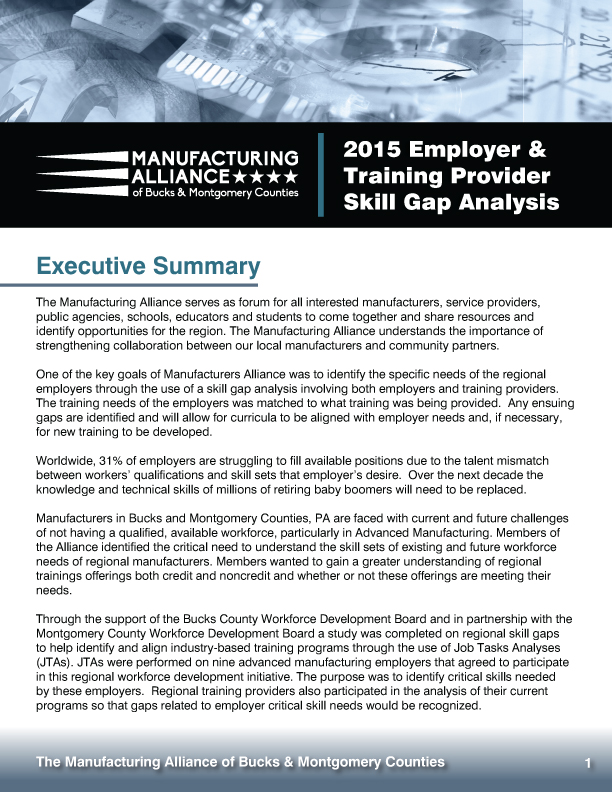 MANUFACTURING
ALLIANCE★★★★
of Bucks & Montgomery Counties
2015 Employer &
Training Provider
Skill Gap Analysis
Executive Summary
The Manufacturing Alliance serves as forum for all interested manufacturers, service providers,
public agencies, schools, educators and students to come together and share resources and
identify opportunities for the region. The Manufacturing Alliance understands the importance of
strengthening collaboration between our local manufacturers and community partners.
One of the key goals of Manufacturers Alliance was to identify the specific needs of the regional
employers through the use of a skill gap analysis involving both employers and training providers.
The training needs of the employers was matched to what training was being provided.  Any ensuing
gaps are identified and will allow for curricula to be aligned with employer needs and, if necessary,
for new training to be developed.
Worldwide, 31% of employers are struggling to fill available positions due to the talent mismatch
between workers' qualifications and skill sets that employer's desire.  Over the next decade the
knowledge and technical skills of millions of retiring baby boomers will need to be replaced.
Manufacturers in Bucks and Montgomery Counties, PA are faced with current and future challenges
of not having a qualified, available workforce, particularly in Advanced Manufacturing. Members of
the Alliance identified the critical need to understand the skill sets of existing and future workforce
needs of regional manufacturers. Members wanted to gain a greater understanding of regional
trainings offerings both credit and noncredit and whether or not these offerings are meeting their
needs.
Through the support of the Bucks County Workforce Development Board and in partnership with the
Montgomery County Workforce Development Board a study was completed on regional skill gaps
to help identify and align industry-based training programs through the use of Job Tasks Analyses
(JTAs). JTAs were performed on nine advanced manufacturing employers that agreed to participate
in this regional workforce development initiative. The purpose was to identify critical skills needed
by these employers.  Regional training providers also participated in the analysis of their current
programs so that gaps related to employer critical skill needs would be recognized.
The Manufacturing Alliance of Bucks & Montgomery Counties
1